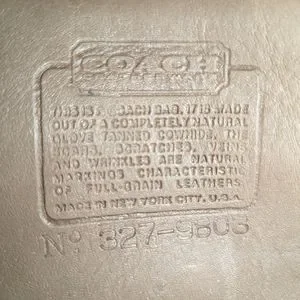 COACH
THIS IS A COACH BAG. IT IS MADE
OUT OF A COMPLETELY NATURAL
GLOVE TANNED COWHIDE. THE
SCARS, SCRATCHES, VEINS
AND WRINKLES ARE NATURAL
MARKINGS CHARACTERISTIC
OF FULL-GRAIN LEATHERS.
MADE IN NEW YORK CITY, U.S.A.
Nº 327-9806